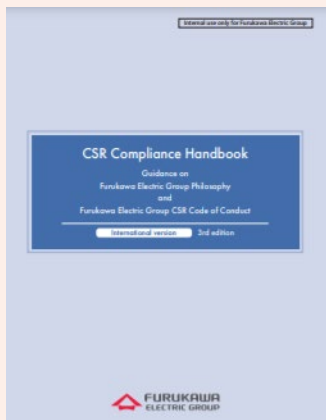 Internal use only for Furukawa Electric Group
CSR Compliance Handbook
Guidance on
Furukawa Electric Group Philosophy
and
Furukawa Electric Group CSR Code of Conduct
International version 3rd edition
FURUKAWA
ELECTRIC GROUP